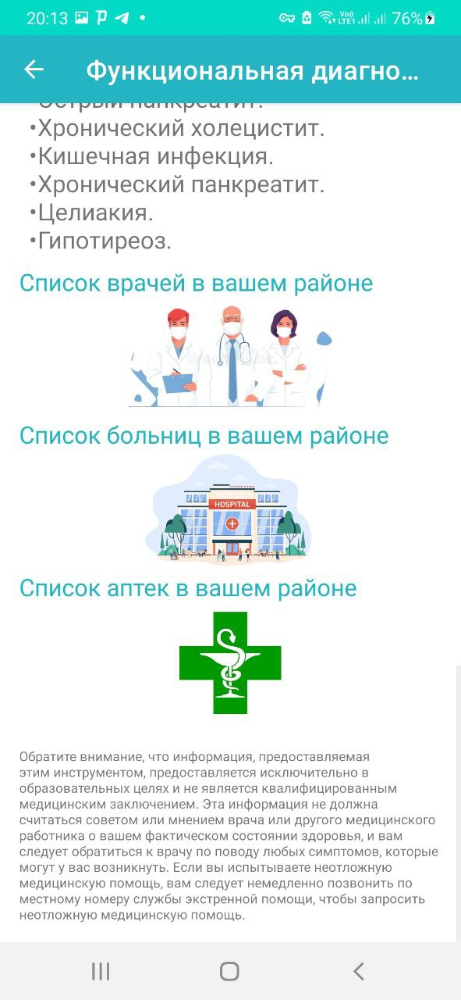 20:13
VoLTE1 76%
Функциональная диагно...
•Острый панкреатит.
•Хронический холецистит.
•Кишечная инфекция.
•Хронический панкреатит.
•Целиакия.
•Гипотиреоз.
Список врачей в вашем районе
Список больниц в вашем районе
HOSPITAL
Список аптек в вашем районе
Обратите внимание, что информация, предоставляемая
этим инструментом, предоставляется исключительно в
образовательных целях и не является квалифицированным
медицинским заключением. Эта информация не должна
считаться советом или мнением врача или другого медицинского
работника о вашем фактическом состоянии здоровья, и вам
следует обратиться к врачу по поводу любых симптомов, которые
могут у вас возникнуть. Если вы испытываете неотложную
медицинскую помощь, вам следует немедленно позвонить по
местному номеру службы экстренной помощи, чтобы запросить
неотложную медицинскую помощь.